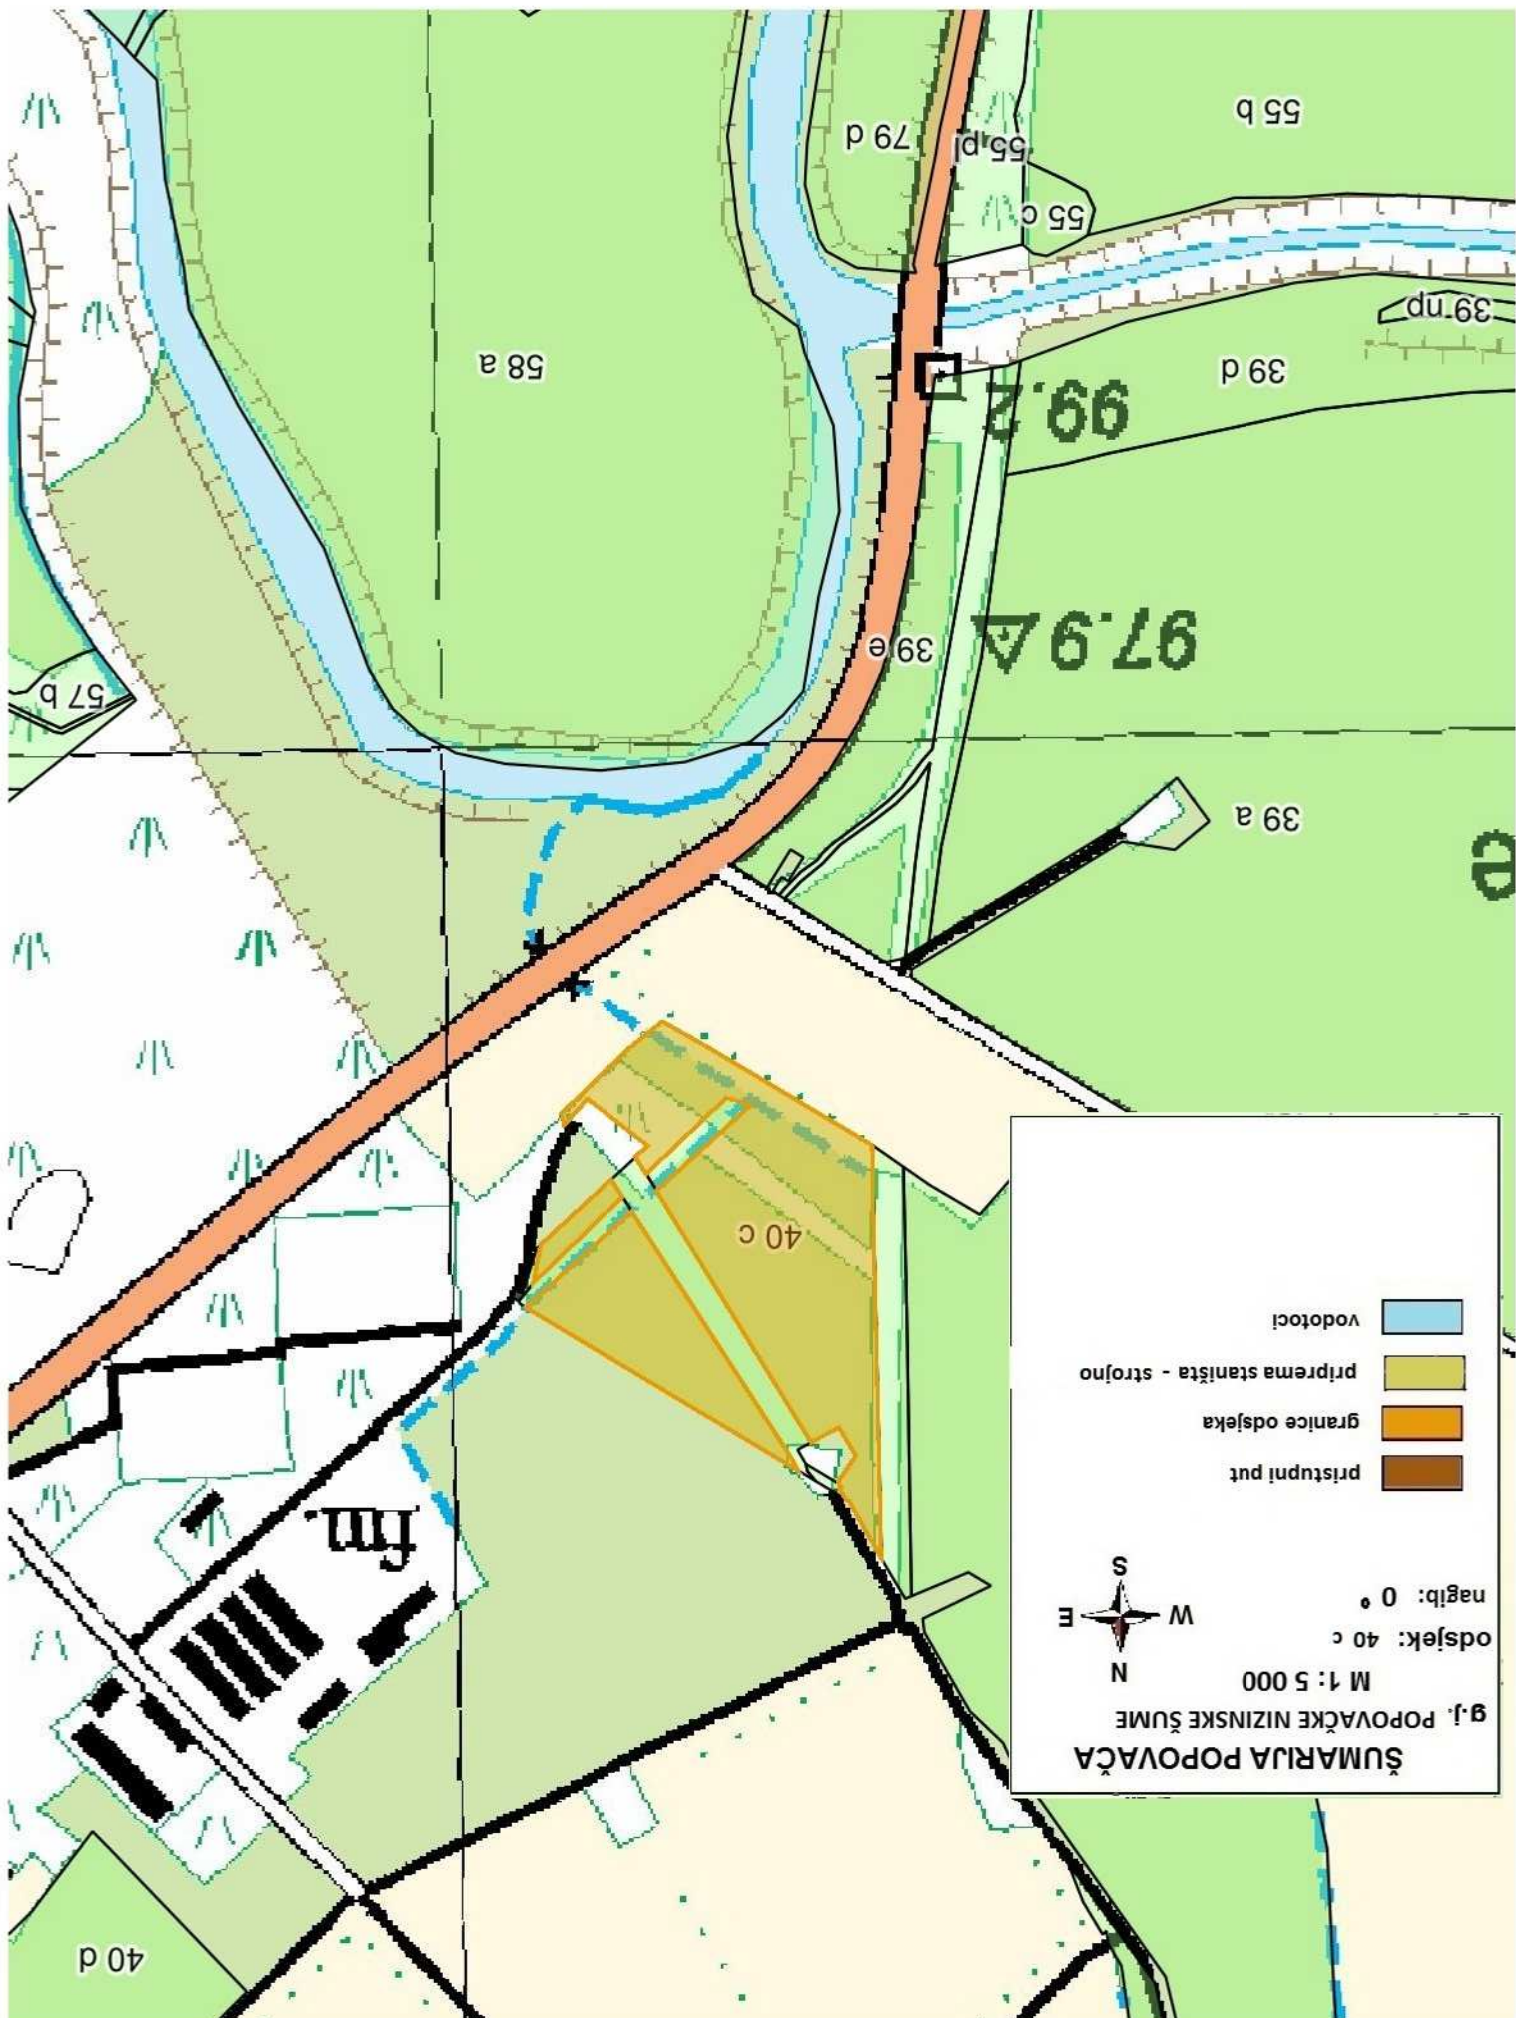 40 d
ŠUMARIJA POPOVAČA
g.j. POPOVAČKE NIZINSKE ŠUME
M 1: 5 000
odsjek: 40 c
nagib: 0 °
N
W E
S
pristupni put
granice odsjeka
priprema staništa - strojno
vodotoci
fm.
40 c
e
39 a
57 b
97.9
39 e
99.2
39 d
58 a
39 np
55 c
55 pl
79 d
55 b